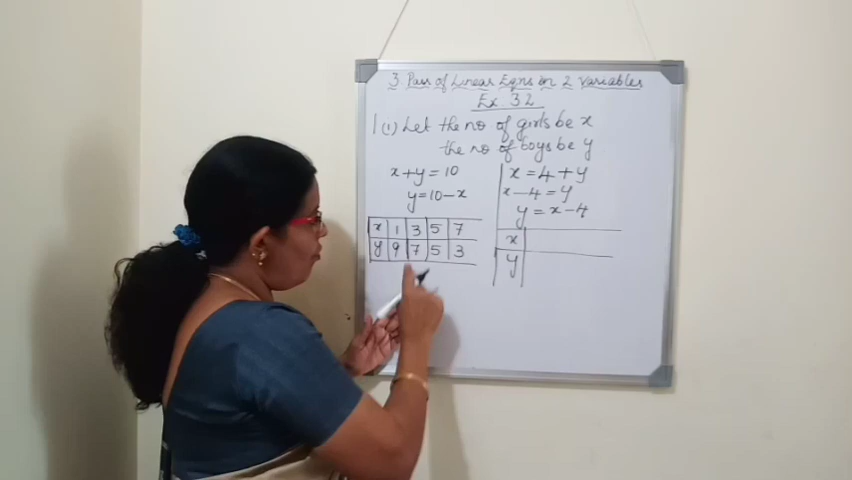 3 Pair of Linear Eqns in 2 variables
Ex. 3.2
1 (i) Let the no of girls be x
the no of boys be y
x + y = 10
y = 10 - x
x 1 3 5 7
y 9 7 5 3
x = 4 + y
x - 4 = y
y = x - 4
x
y